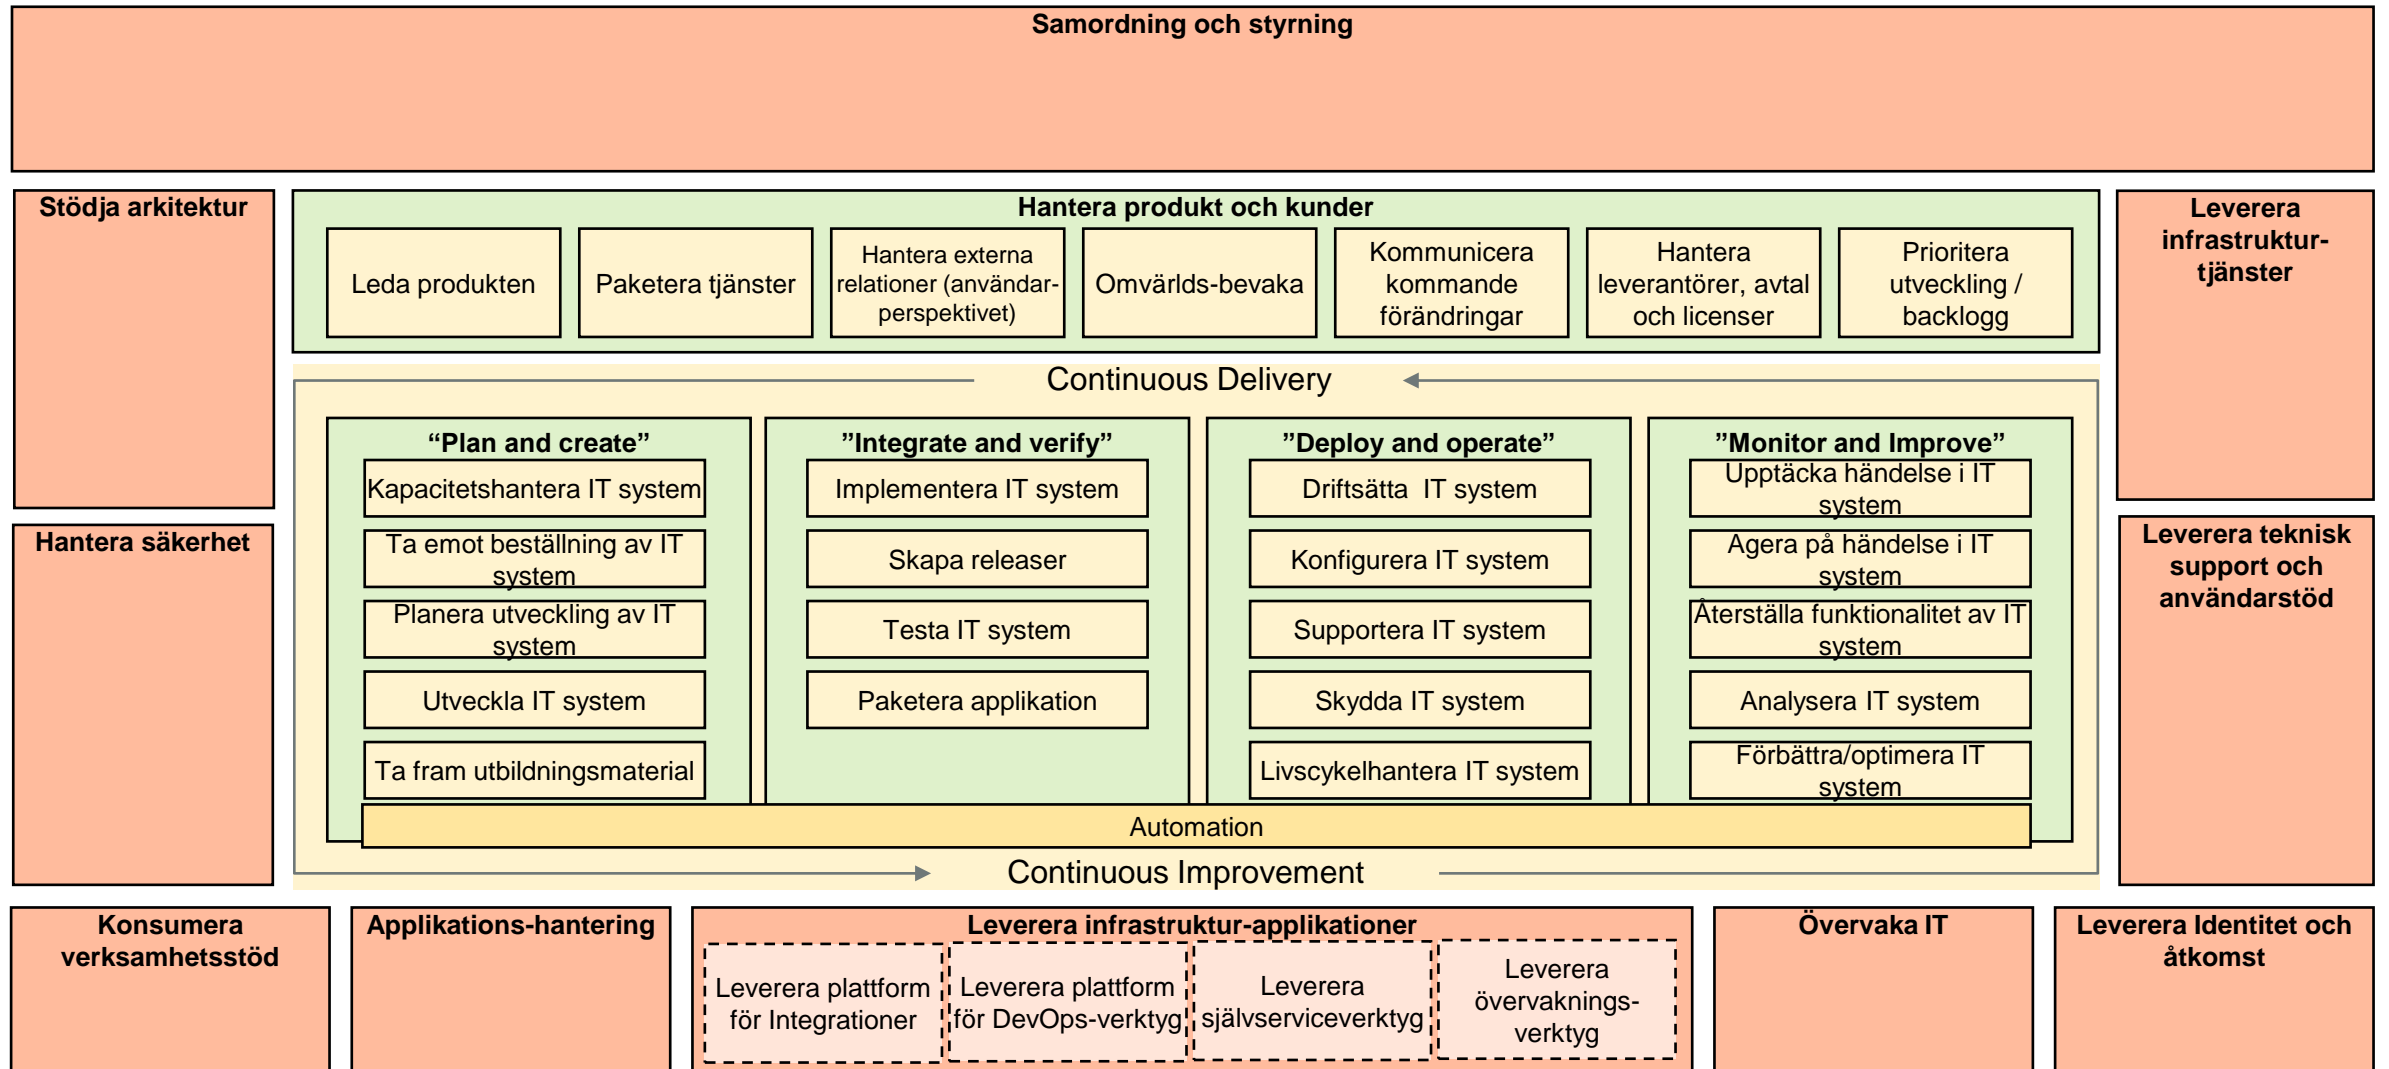 Samordning och styrning
Stödja arkitektur
Hantera produkt och kunder
Leda produkten
Paketera tjänster
Hantera externa
relationer (användar-
perspektivet)
Omvärlds-bevaka
Kommunicera
kommande
förändringar
Hantera
leverantörer, avtal
och licenser
Prioritera
utveckling /
backlogg
Leverera
infrastruktur-
tjänster
Continuous Delivery
“Plan and create”
Kapacitetshantera IT system
Ta emot beställning av IT
system
Planera utveckling av IT
system
Utveckla IT system
Ta fram utbildningsmaterial
”Integrate and verify”
Implementera IT system
Skapa releaser
Testa IT system
Paketera applikation
”Deploy and operate”
Driftsätta  IT system
Konfigurera IT system
Supportera IT system
Skydda IT system
Livscykelhantera IT system
”Monitor and Improve”
Upptäcka händelse i IT
system
Agera på händelse i IT
system
Återställa funktionalitet av IT
system
Analysera IT system
Förbättra/optimera IT
system
Automation
Continuous Improvement
Hantera säkerhet
Leverera teknisk
support och
användarstöd
Konsumera
verksamhetsstöd
Applikations-hantering
Leverera infrastruktur-applikationer
Leverera plattform
för Integrationer
Leverera plattform
för DevOps-verktyg
Leverera
självserviceverktyg
Leverera
övervaknings-
verktyg
Övervaka IT
Leverera Identitet och
åtkomst